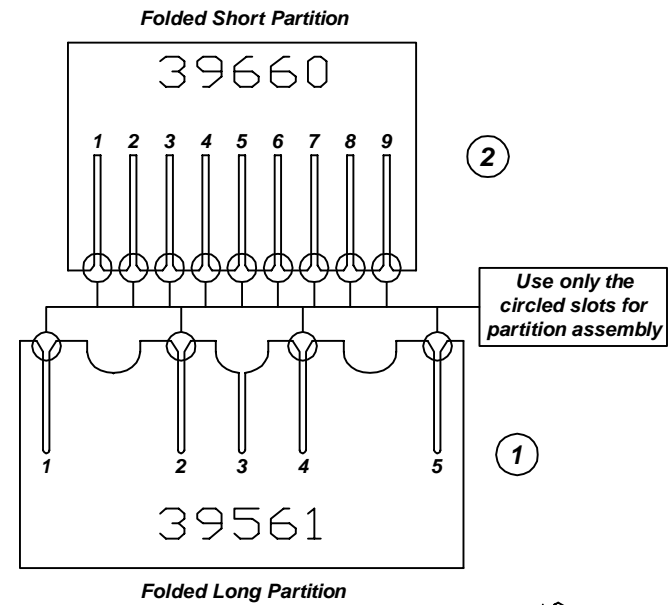 Folded Short Partition
39660
1 2 3 4 5 6 7 8 9
2
Use only the
circled slots for
partition assembly
1 2 3 4 5
1
39561
Folded Long Partition